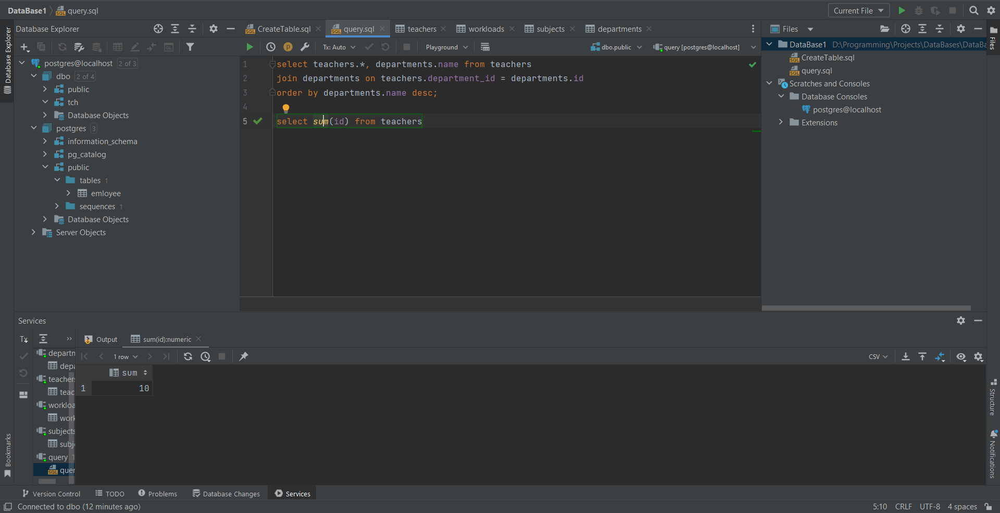 DataBase1 query.sql
Current File
Database Explorer
CreateTable.sql
query.sql
teachers
workloads
subjects
departments
Files
Tx: Auto
Playground
dbo.public
query [postgres@localhost]
Database Explorer
postgres@localhost 2 of 3
dbo 2 of 4
public
tch
Database Objects
postgres 3
information_schema
pg_catalog
public
tables 1
emloyee
sequences 1
Database Objects
Server Objects
1 select teachers.*, departments.name from teachers
2 join departments on teachers.department_id = departments.id
3 order by departments.name desc;
4
5 select sum(id) from teachers
DataBase1 D:\Programming\Projects\DataBases\DataBa
CreateTable.sql
query.sql
Scratches and Consoles
Database Consoles
postgres@localhost
Extensions
Files
Services
Tx
Output
sum(id):numeric
1 row
CSV
departm
depa
teachers
teac
workloa
work
subjects
subje
query 1
quer
sum
1 10
Bookmarks
Structure
Notifications
Version Control
TODO
Problems
Database Changes
Services
Connected to dbo (12 minutes ago)
5:10 CRLF UTF-8 4 spaces